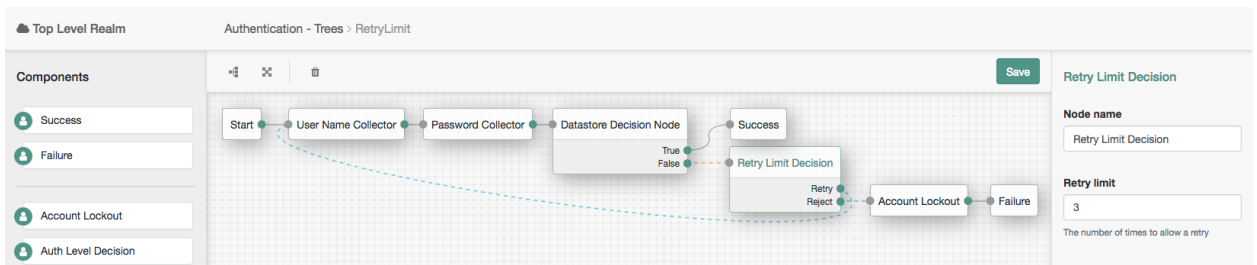 Top Level Realm
Authentication - Trees > RetryLimit
Components
Save
Retry Limit Decision
Success
Failure
Account Lockout
Auth Level Decision
Start
User Name Collector
Password Collector
Datastore Decision Node
True
False
Success
Retry Limit Decision
Retry
Reject
Account Lockout
Failure
Node name
Retry Limit Decision
Retry limit
3
The number of times to allow a retry